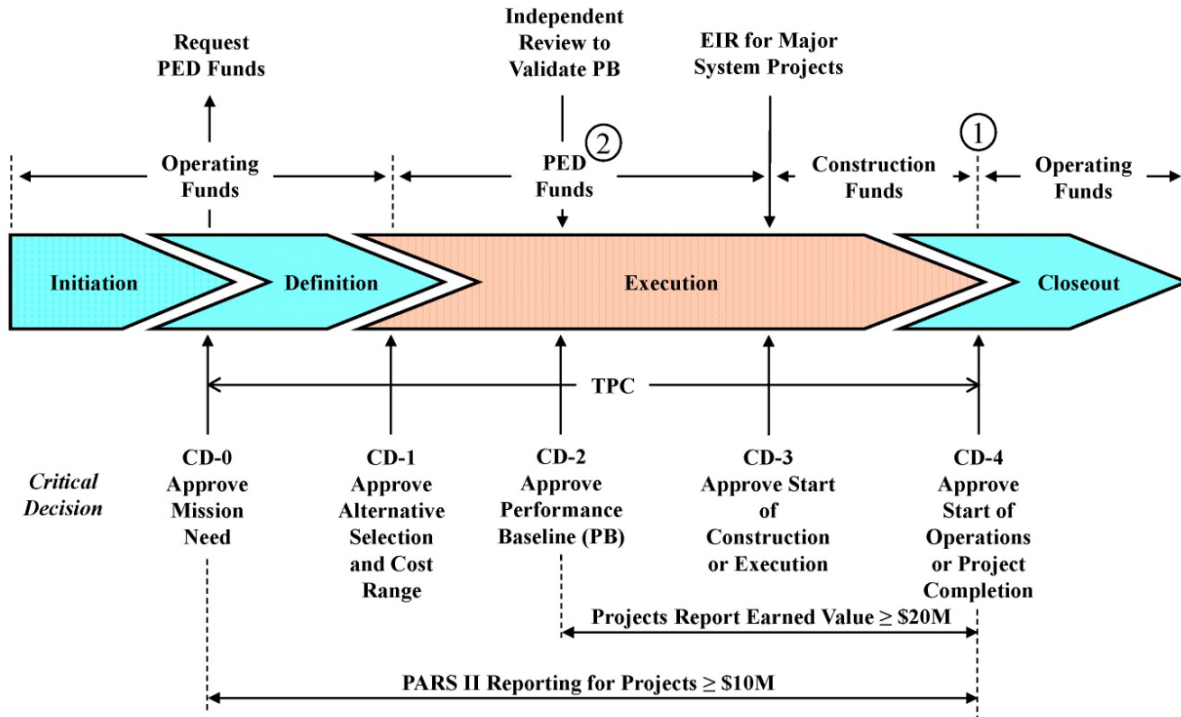 Request
PED Funds
Independent
Review to
Validate PB
EIR for Major
System Projects
Operating
Funds
PED
Funds
2
Construction
Funds
1
Operating
Funds
Initiation
Definition
Execution
Closeout
TPC
Critical
Decision
CD-0
Approve
Mission
Need
CD-1
Approve
Alternative
Selection
and Cost
Range
CD-2
Approve
Performance
Baseline (PB)
CD-3
Approve Start
of
Construction
or Execution
CD-4
Approve
Start of
Operations
or Project
Completion
Projects Report Earned Value ≥ $20M
PARS II Reporting for Projects ≥ $10M